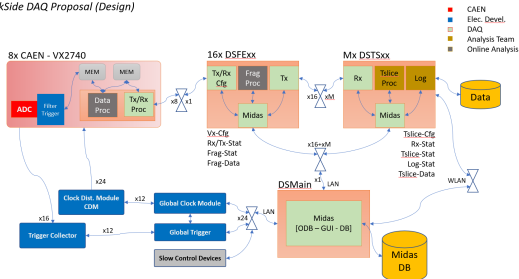 kSide DAQ Proposal (Design)
CAEN
Elec. Devel.
DAQ
Analysis Team
Online Analysis
8x CAEN - VX2740
16x DSFExx
Mx DSTSxx
MEM
MEM
ADC
Filter
Trigger
Data
Proc
Tx/Rx
Proc
x8
x1
Tx/Rx
Cfg
Frag
Proc
Tx
Midas
x16
xM
Rx
Tslice
Proc
Log
Midas
Data
Vx-Cfg
Rx/Tx-Stat
Frag-Stat
Frag-Data
x16+xM
x1
LAN
Tslice-Cfg
Rx-Stat
Tslice-Stat
Log-Stat
Tslice-Data
WLAN
x24
Clock Dist. Module
CDM
x12
Global Clock Module
x16
Trigger Collector
x12
Global Trigger
x24
LAN
Slow Control Devices
DSMain
Midas
[ODB – GUI - DB]
Midas
DB